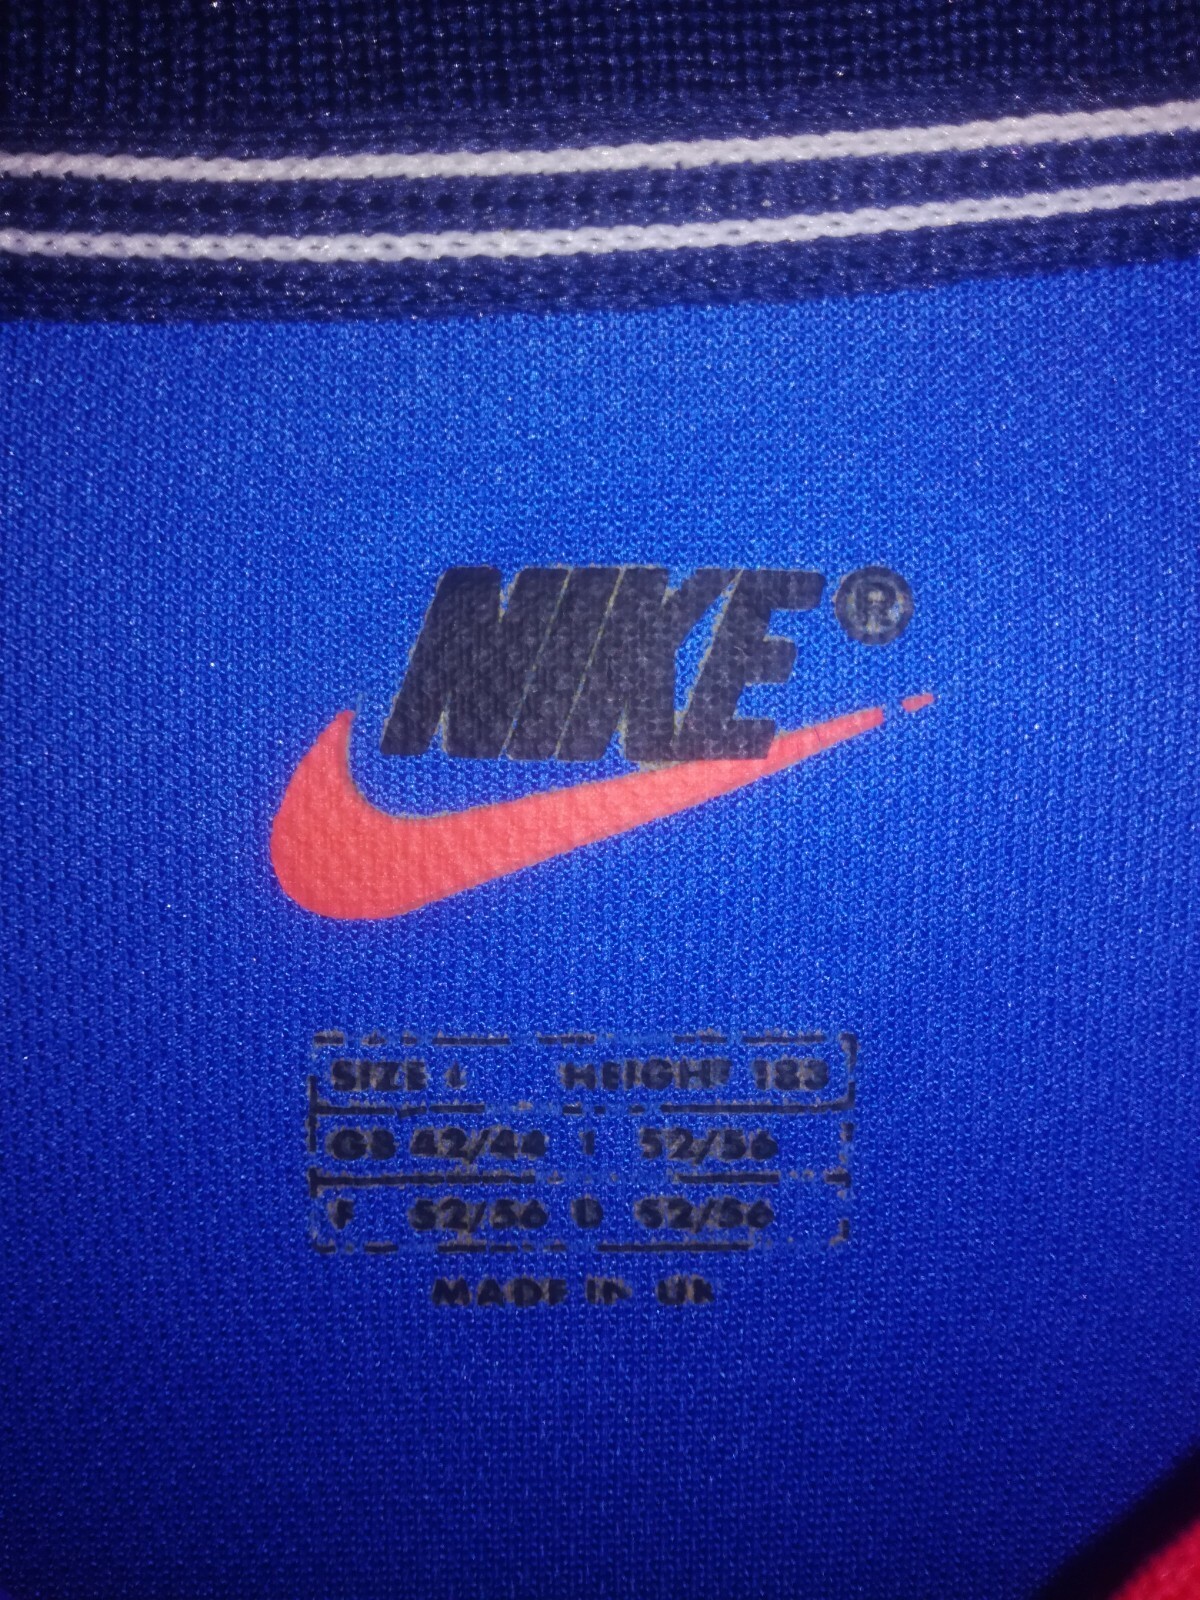 NIKE®
SIZE L HEIGHT 183
GB 42/44 I 52/56
F 52/56 D 52/56
MADE IN UK